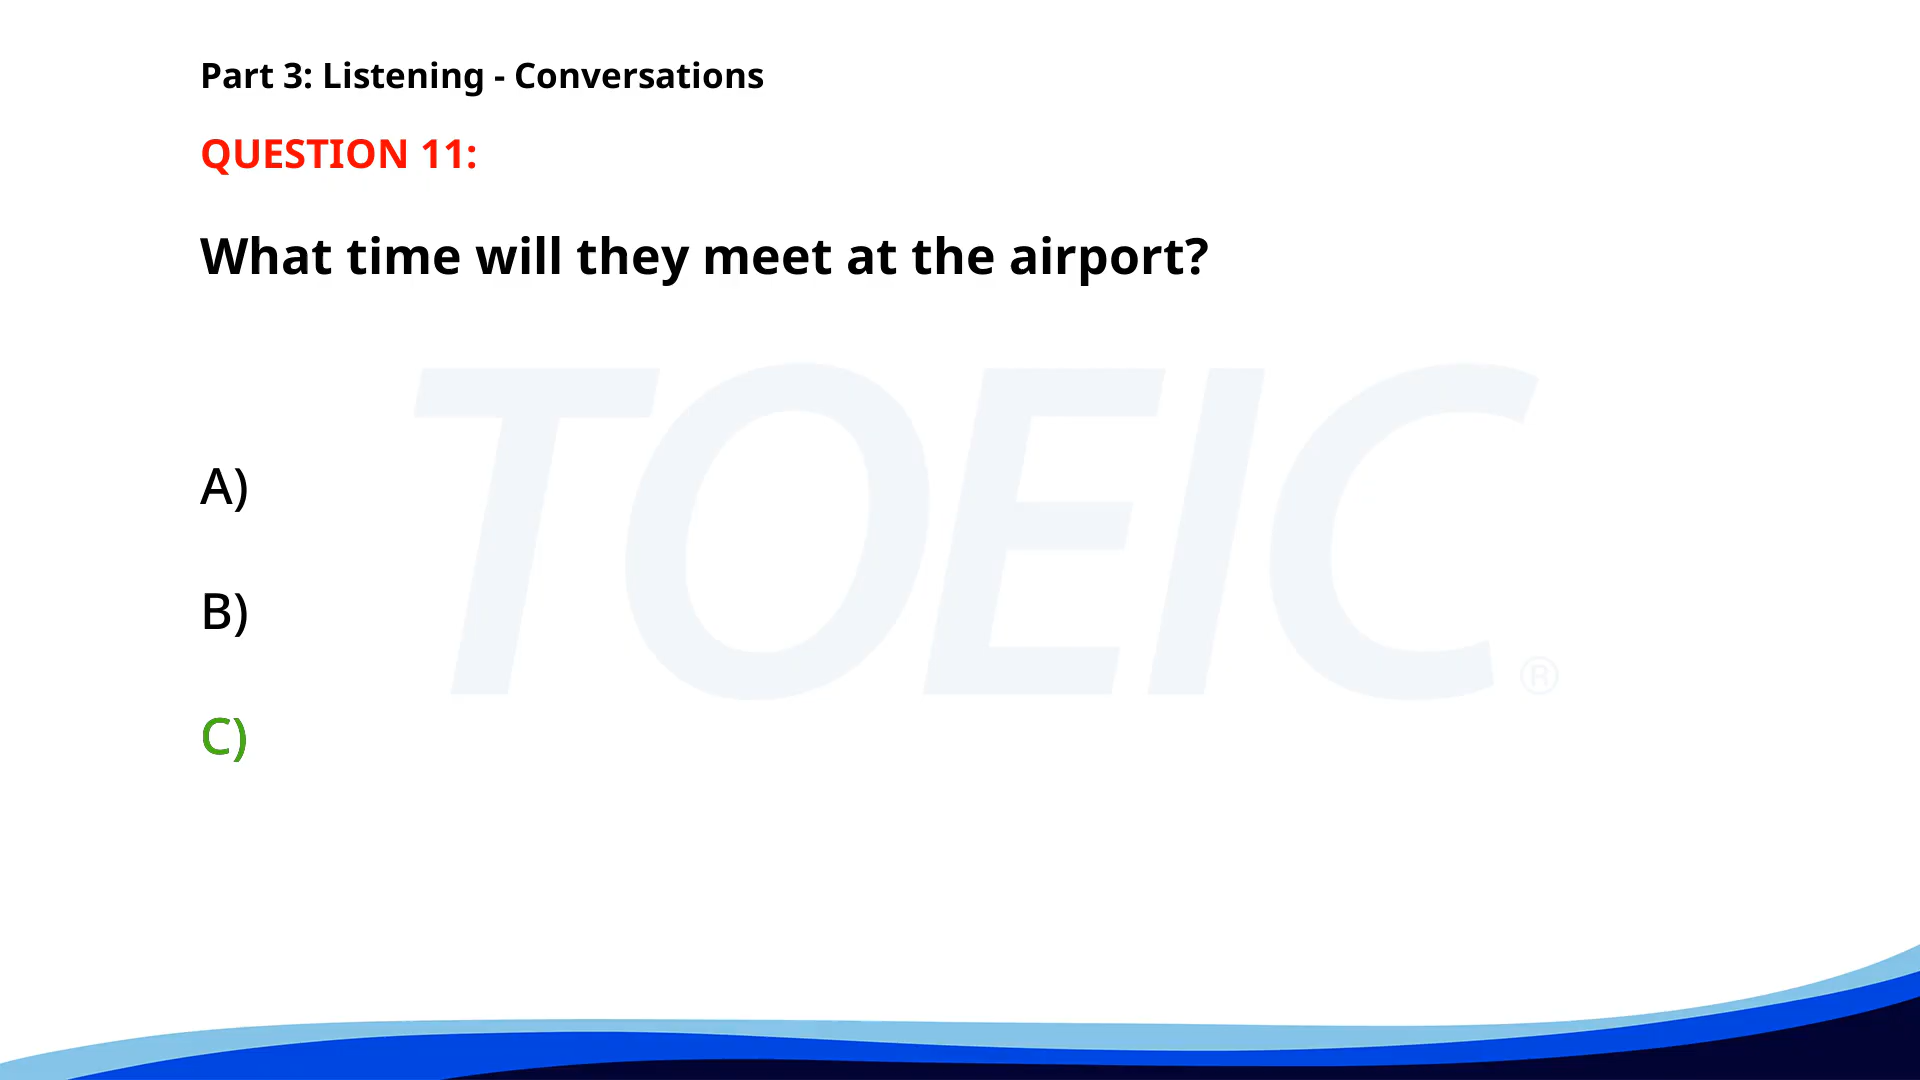 Part 3: Listening - Conversations
QUESTION 11:
What time will they meet at the airport?
TOEIC®
A)
B)
C)